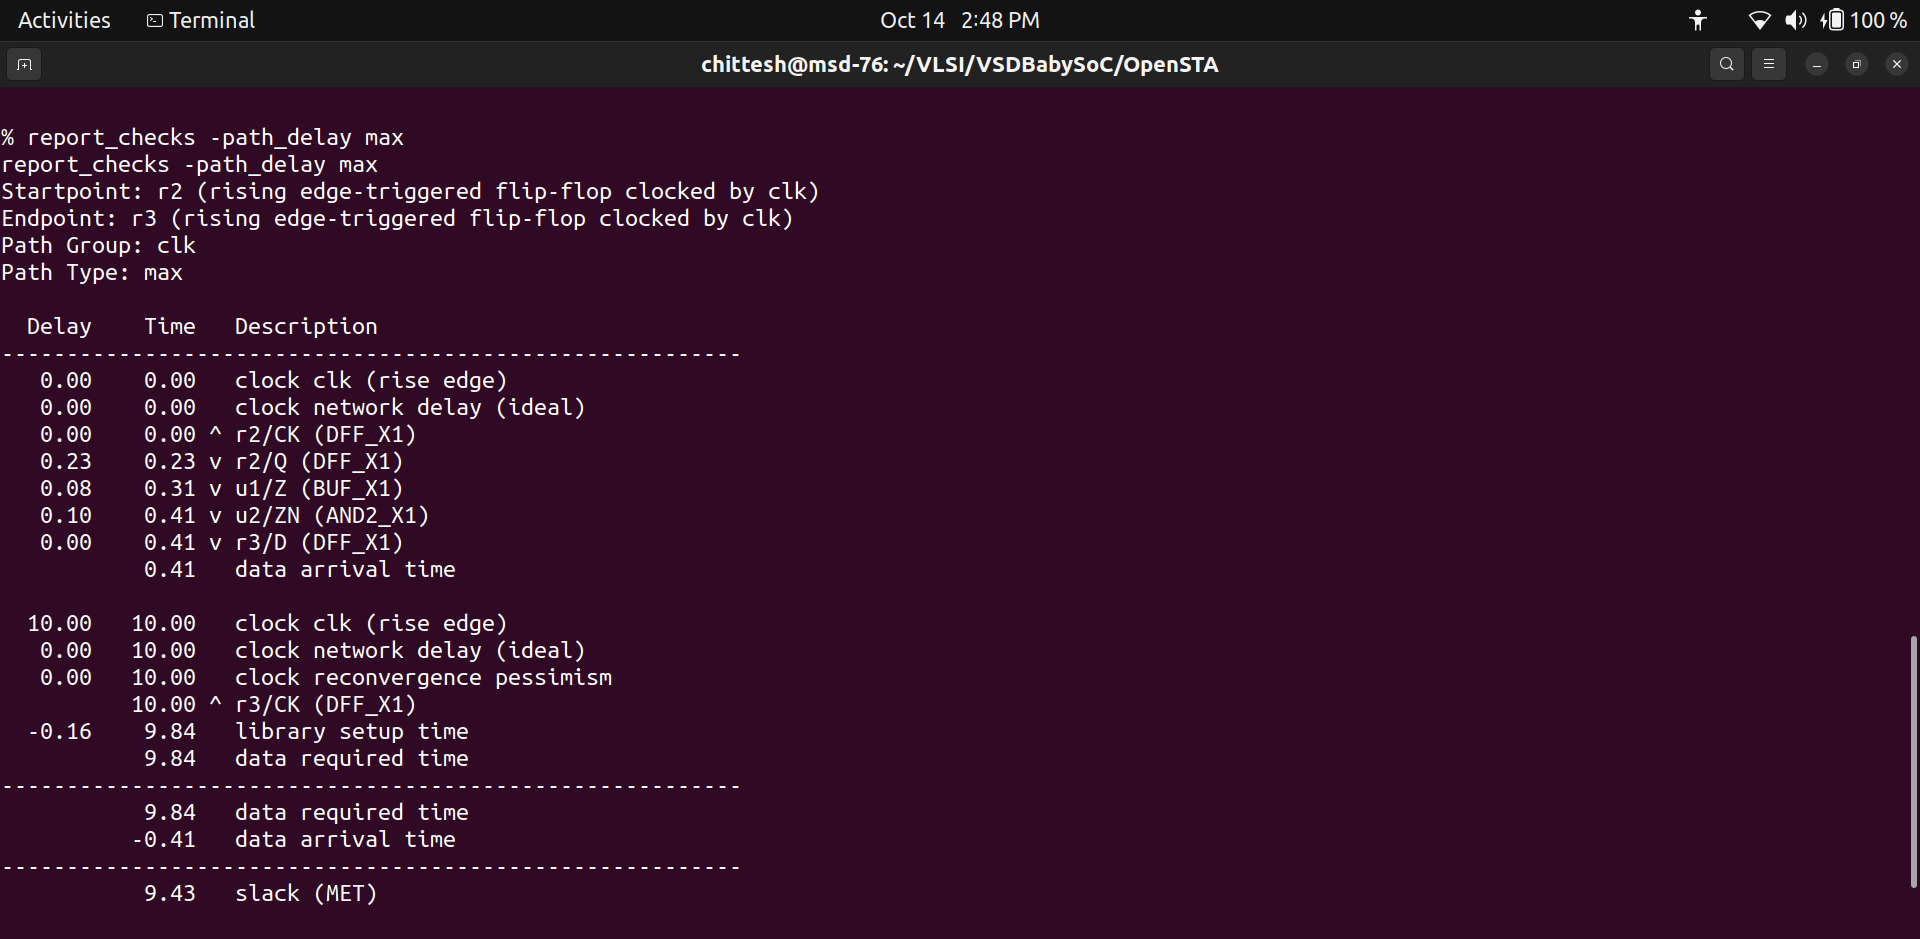 Activities Terminal Oct 14 2:48 PM 100 %
chittesh@msd-76: ~/VLSI/VSDBabySoC/OpenSTA
% report_checks -path_delay max
report_checks -path_delay max
Startpoint: r2 (rising edge-triggered flip-flop clocked by clk)
Endpoint: r3 (rising edge-triggered flip-flop clocked by clk)
Path Group: clk
Path Type: max
  Delay    Time   Description
---------------------------------------------------------
   0.00    0.00   clock clk (rise edge)
   0.00    0.00   clock network delay (ideal)
   0.00    0.00 ^ r2/CK (DFF_X1)
   0.23    0.23 v r2/Q (DFF_X1)
   0.08    0.31 v u1/Z (BUF_X1)
   0.10    0.41 v u2/ZN (AND2_X1)
   0.00    0.41 v r3/D (DFF_X1)
           0.41   data arrival time
  10.00   10.00   clock clk (rise edge)
   0.00   10.00   clock network delay (ideal)
   0.00   10.00   clock reconvergence pessimism
          10.00 ^ r3/CK (DFF_X1)
  -0.16    9.84   library setup time
           9.84   data required time
---------------------------------------------------------
           9.84   data required time
          -0.41   data arrival time
---------------------------------------------------------
           9.43   slack (MET)